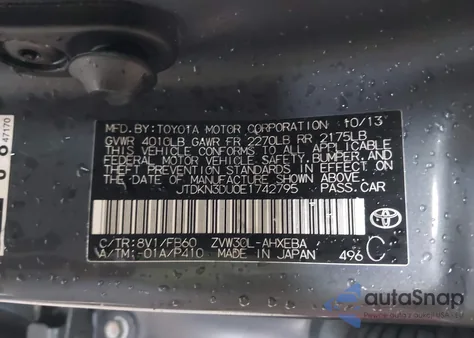 47170
MFD.BY:TOYOTA MOTOR CORPORATION 10/13
GVWR 4010LB GAWR FR 2270LB RR 2175LB
THIS VEHICLE CONFORMS TO ALL APPLICABLE
FEDERAL MOTOR VEHICLE SAFETY, BUMPER, AND
THEFT PREVENTION STANDARDS IN EFFECT ON
THE DATE OF MANUFACTURE SHOWN ABOVE.
JTDKN3DU0E1742795 PASS.CAR
C/TR:8V1/FB60 ZVW30L-AHXEBA
A/TM:-01A/P410 MADE IN JAPAN 496 C
TOYOTA
autoSnap